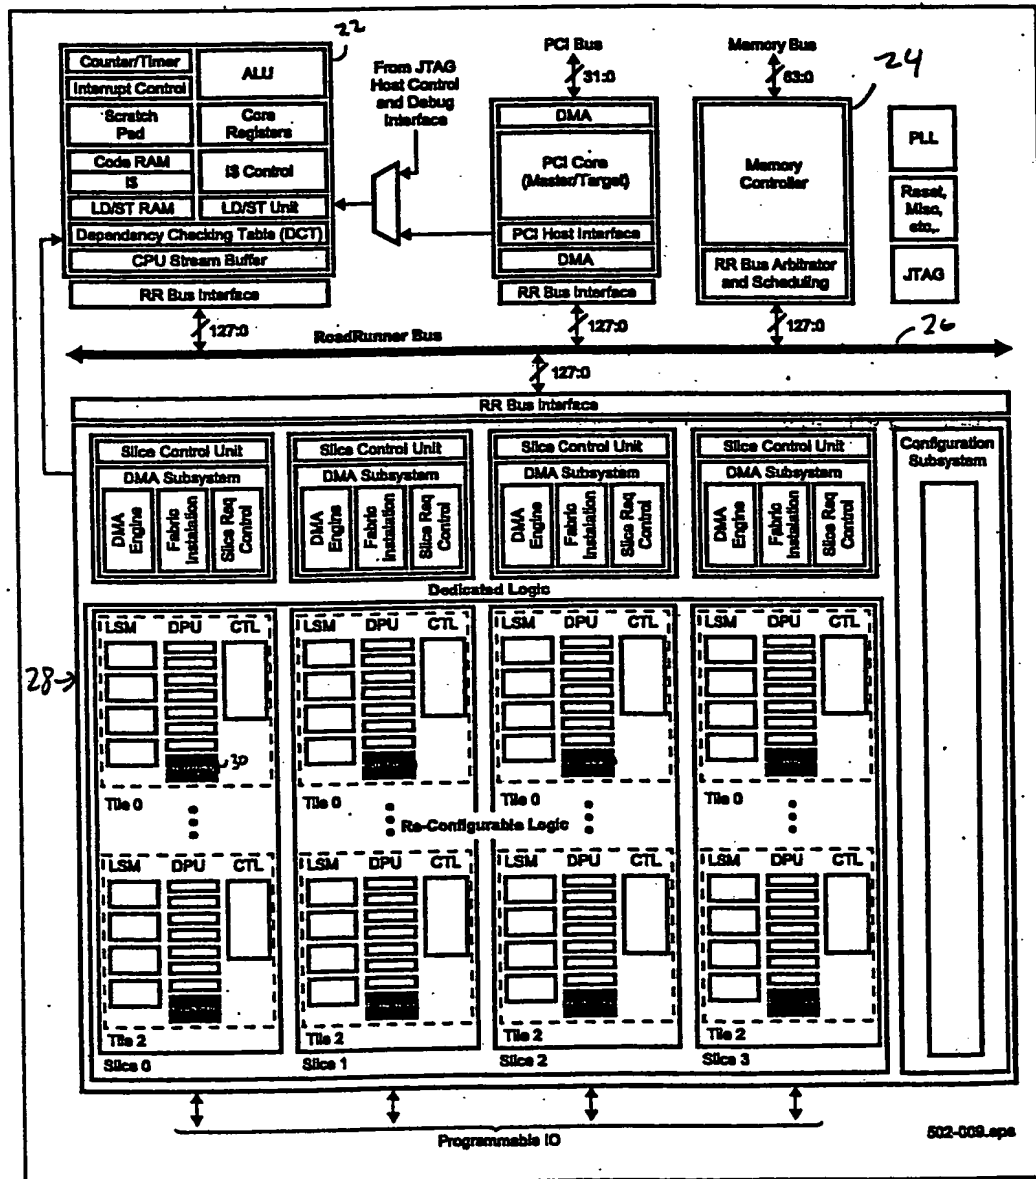 22
Counter/Timer
ALU
Interrupt Control
Scratch
Pad
Core
Registers
Code RAM
IS
IS Control
LD/ST RAM
LD/ST Unit
Dependency Checking Table (DCT)
CPU Stream Buffer
RR Bus Interface
127:0
From JTAG
Host Control
and Debug
Interface
PCI Bus
31:0
DMA
PCI Core
(Master/Target)
PCI Host Interface
DMA
RR Bus Interface
127:0
Memory Bus
63:0
24
Memory
Controller
RR Bus Arbitrator
and Scheduling
127:0
PLL
Reset,
Misc,
etc,.
JTAG
RoadRunner Bus
26
127:0
RR Bus Interface
Slice Control Unit
DMA Subsystem
DMA
Engine
Fabric
Instalation
Slice Req
Control
Slice Control Unit
DMA Subsystem
DMA
Engine
Fabric
Instalation
Slice Req
Control
Slice Control Unit
DMA Subsystem
DMA
Engine
Fabric
Instalation
Slice Req
Control
Slice Control Unit
DMA Subsystem
DMA
Engine
Fabric
Instalation
Slice Req
Control
Configuration
Subsystem
Dedicated Logic
LSM DPU CTL
LSM DPU CTL
LSM DPU CTL
LSM DPU CTL
28
30
Tile 0
Tile 0
Tile 0
Tile 0
Re-Configurable Logic
LSM DPU CTL
LSM DPU CTL
LSM DPU CTL
LSM DPU CTL
Tile 2
Tile 2
Tile 2
Tile 2
Slice 0
Slice 1
Slice 2
Slice 3
Programmable IO
502-009.eps